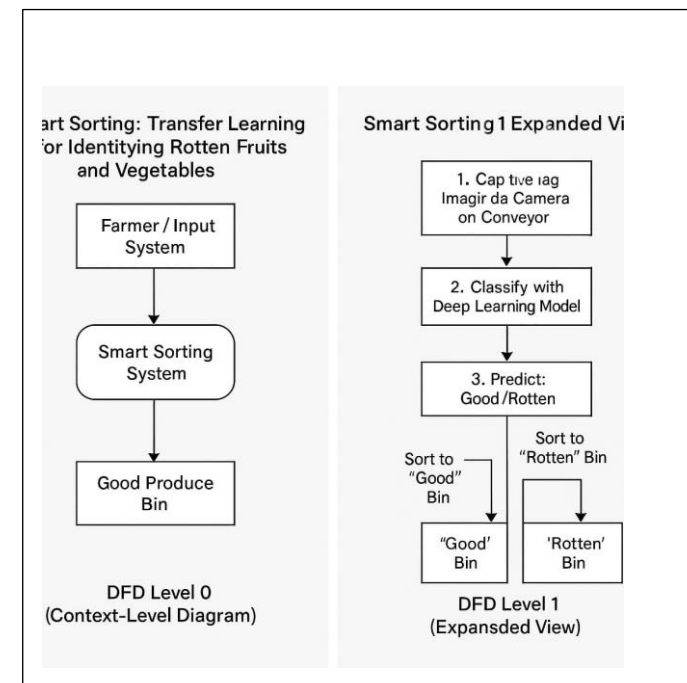 art Sorting: Transfer Learning
or Identitying Rotten Fruits
and Vegetables
Farmer / Input
System
Smart Sorting
System
Good Produce
Bin
DFD Level 0
(Context-Level Diagram)
Smart Sorting 1 Expanded Vi
1. Cap tive ıag
Imagir da Camera
on Conveyor
2. Classify with
Deep Learning Model
3. Predict:
Good/Rotten
Sort to
"Good"
Bin
Sort to
"Rotten" Bin
"Good'
Bin
'Rotten'
Bin
DFD Level 1
(Expansded View)